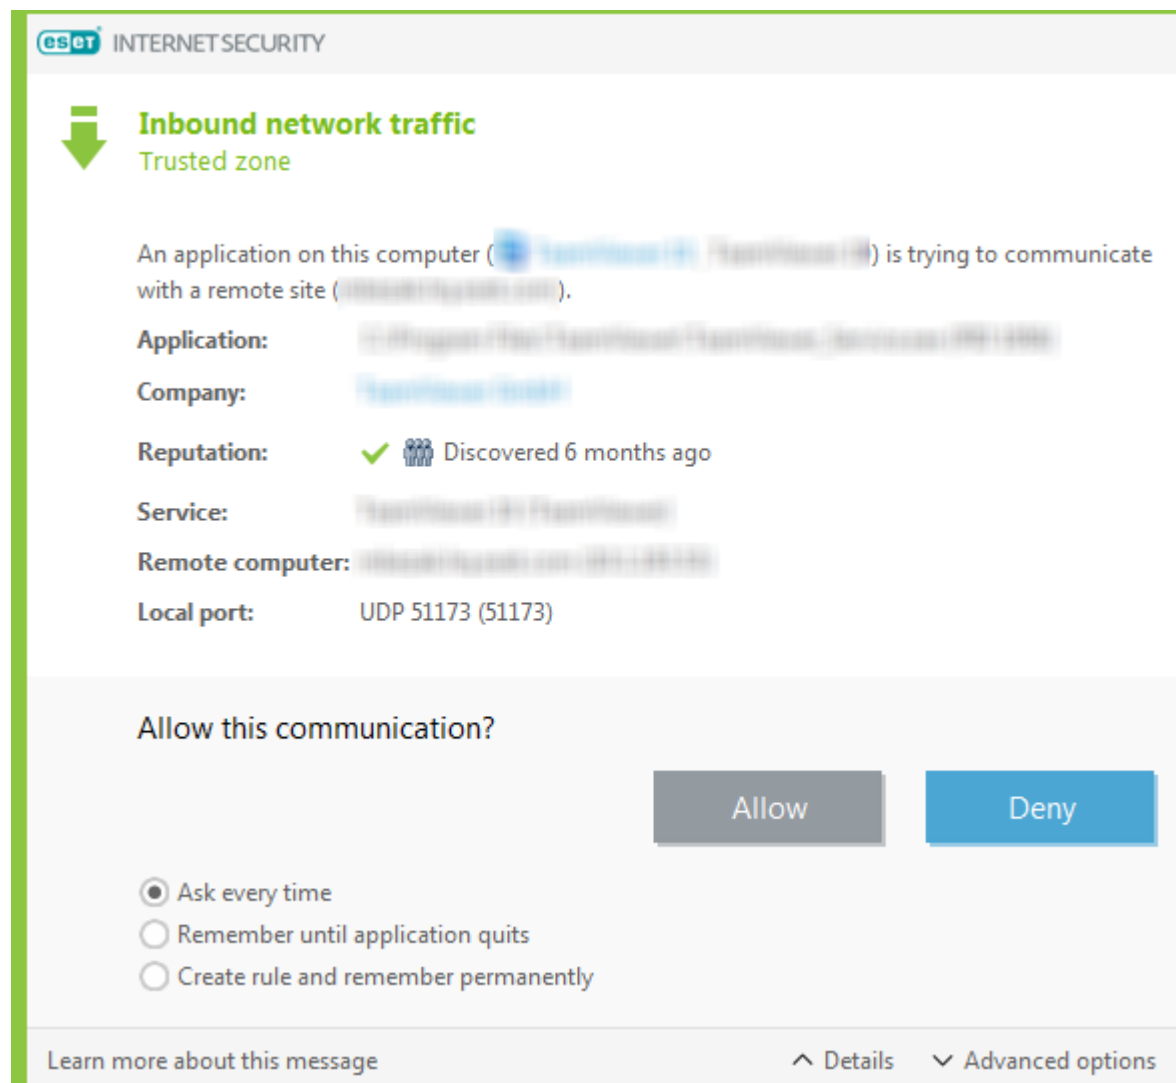 eset INTERNET SECURITY
Inbound network traffic
Trusted zone
An application on this computer ( ) is trying to communicate
with a remote site ( ).
Application:
Company:
Reputation: Discovered 6 months ago
Service:
Remote computer:
Local port: UDP 51173 (51173)
Allow this communication?
Allow Deny
Ask every time
Remember until application quits
Create rule and remember permanently
Learn more about this message Details Advanced options